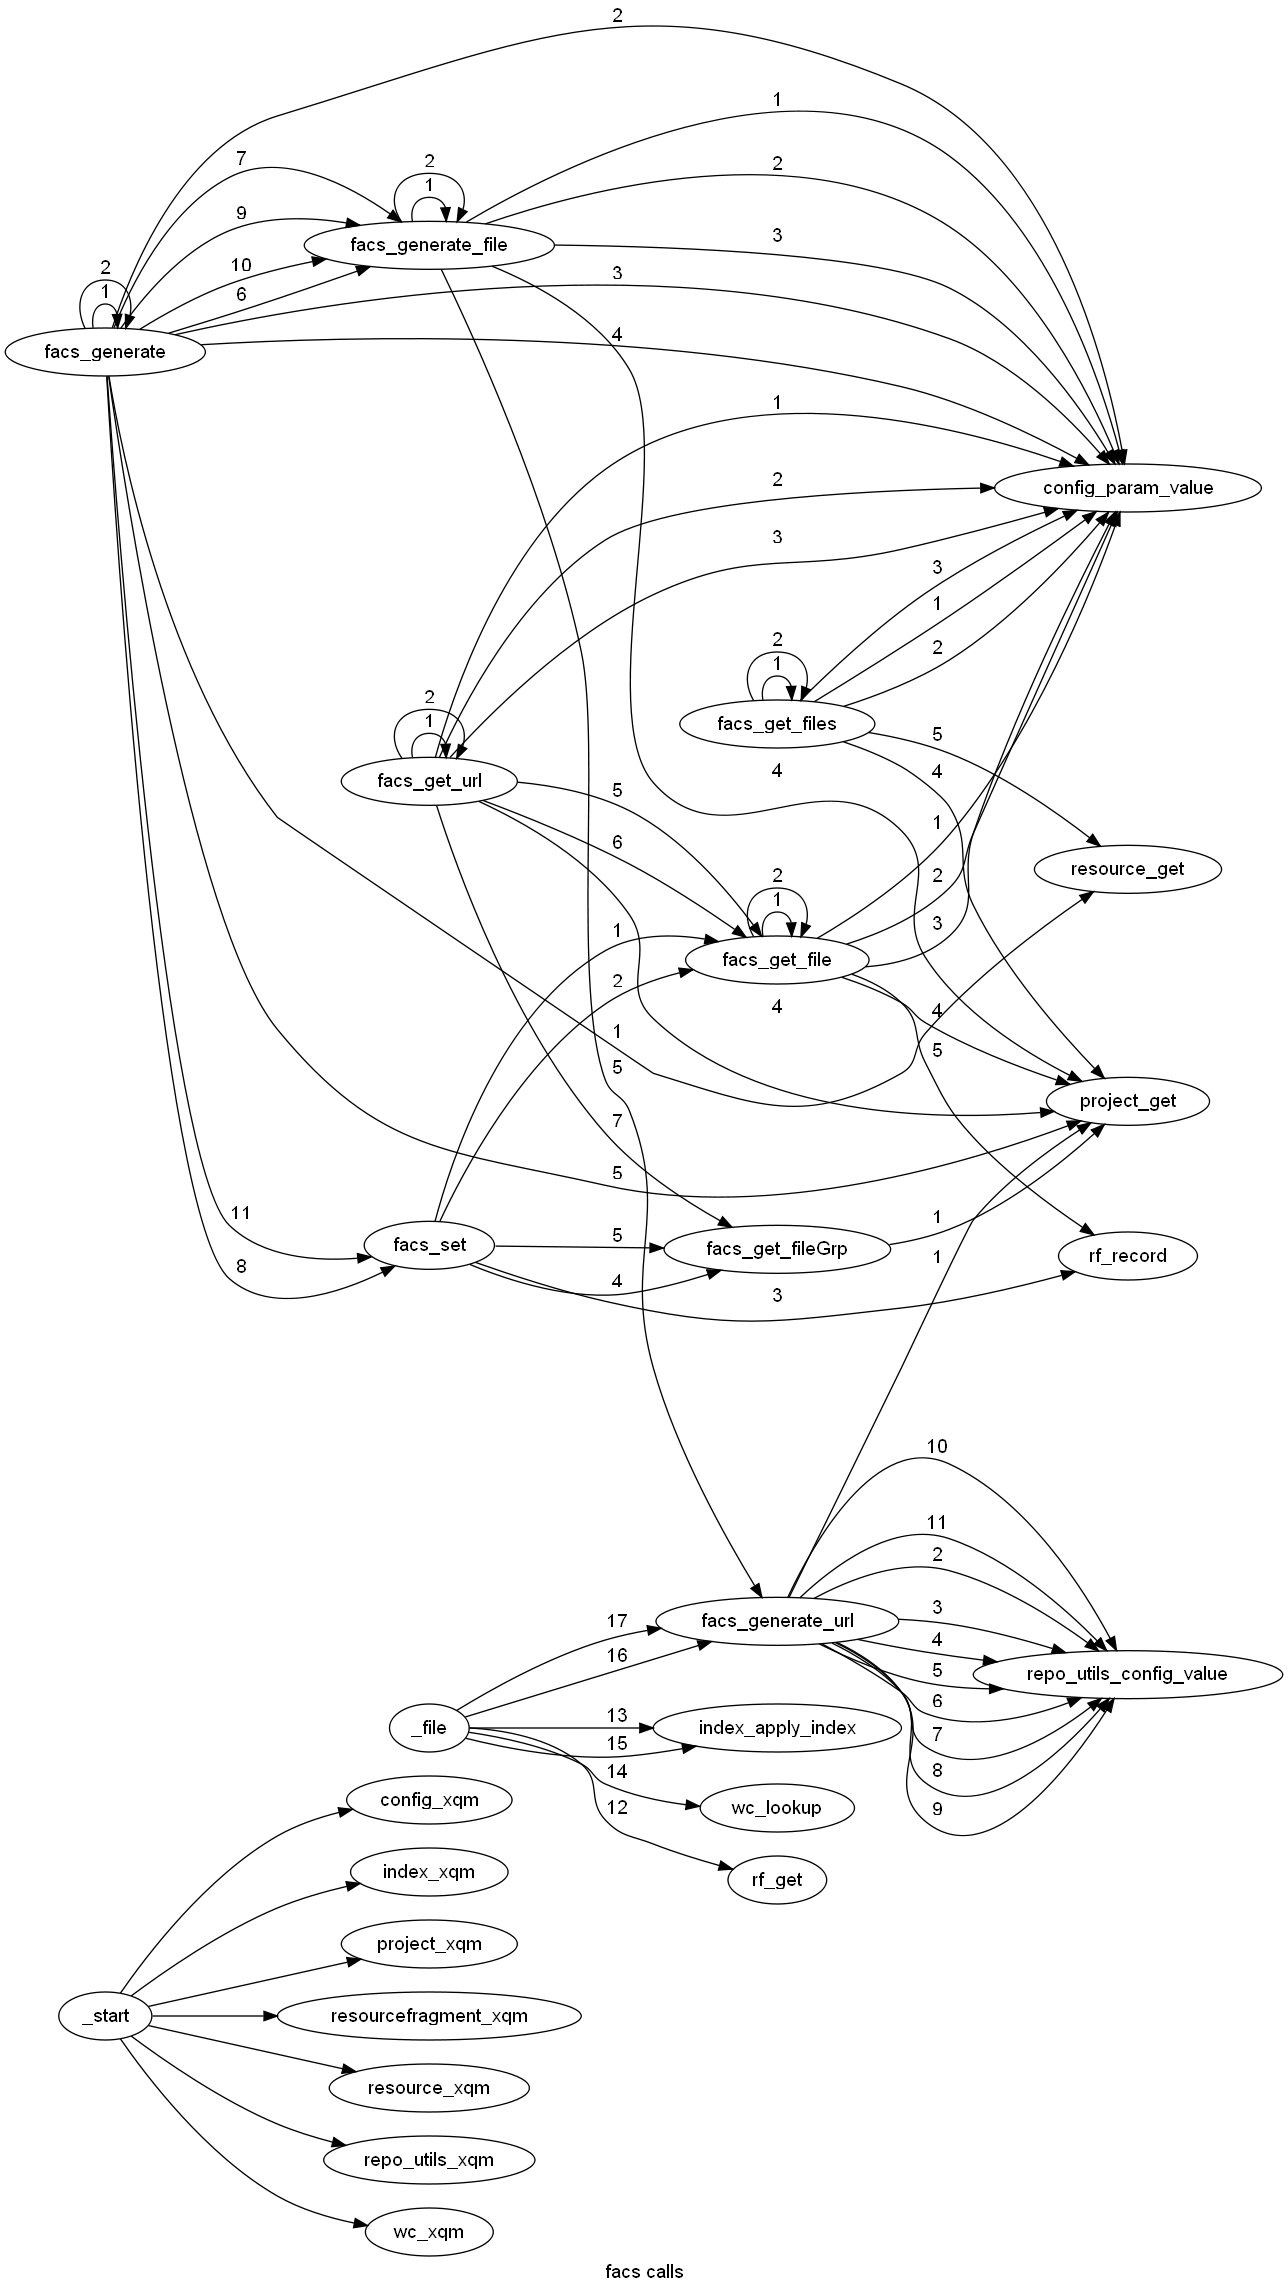 2
1
7
2
2
1
9
facs_generate_file
3
10
2
3
6
1
facs_generate
4
1
2
config_param_value
3
3
1
2
2
1
2
facs_get_files
1
5
facs_get_url
4
4
5
1
6
resource_get
2
2
1
3
1
facs_get_file
2
4
4
1
5
5
project_get
7
5
1
11
5
facs_set
facs_get_fileGrp
rf_record
1
8
4
3
10
11
2
3
17
facs_generate_url
4
16
5
repo_utils_config_value
6
13
_file
index_apply_index
7
15
14
8
config_xqm
12
wc_lookup
9
index_xqm
rf_get
project_xqm
_start
resourcefragment_xqm
resource_xqm
repo_utils_xqm
wc_xqm
facs calls